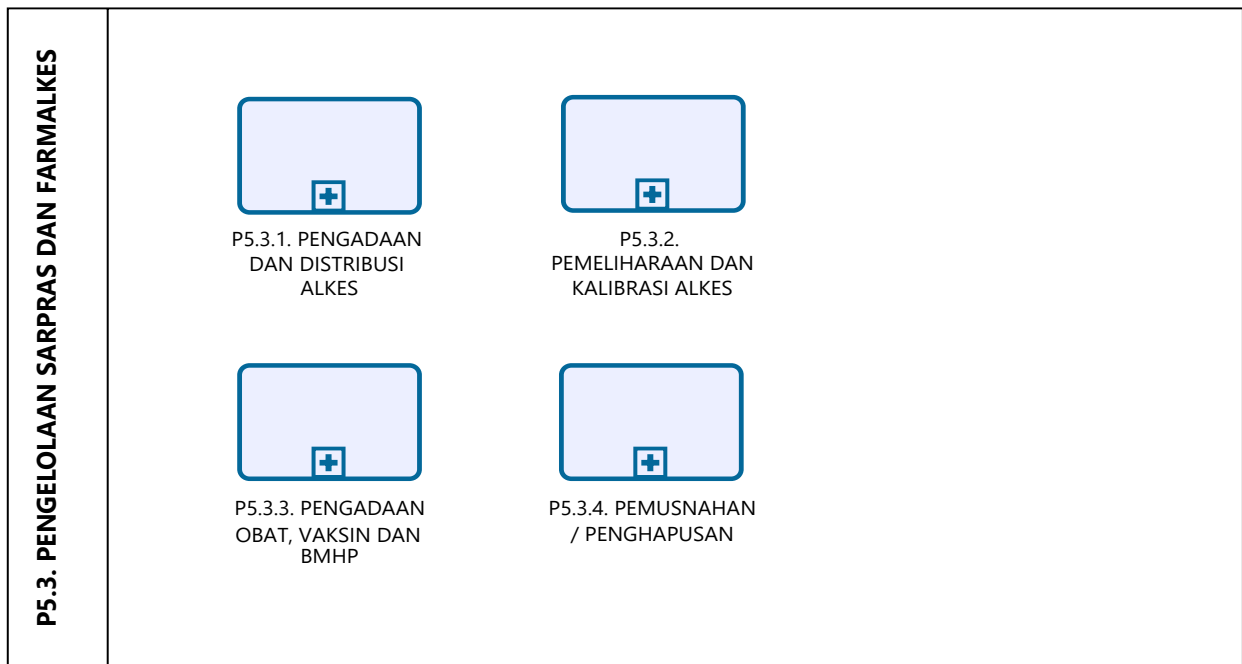 P5.3. PENGELOLAAN SARPRAS DAN FARMALKES
P5.3.1. PENGADAAN
DAN DISTRIBUSI
ALKES
P5.3.2.
PEMELIHARAAN DAN
KALIBRASI ALKES
P5.3.3. PENGADAAN
OBAT, VAKSIN DAN
BMHP
P5.3.4. PEMUSNAHAN
/ PENGHAPUSAN